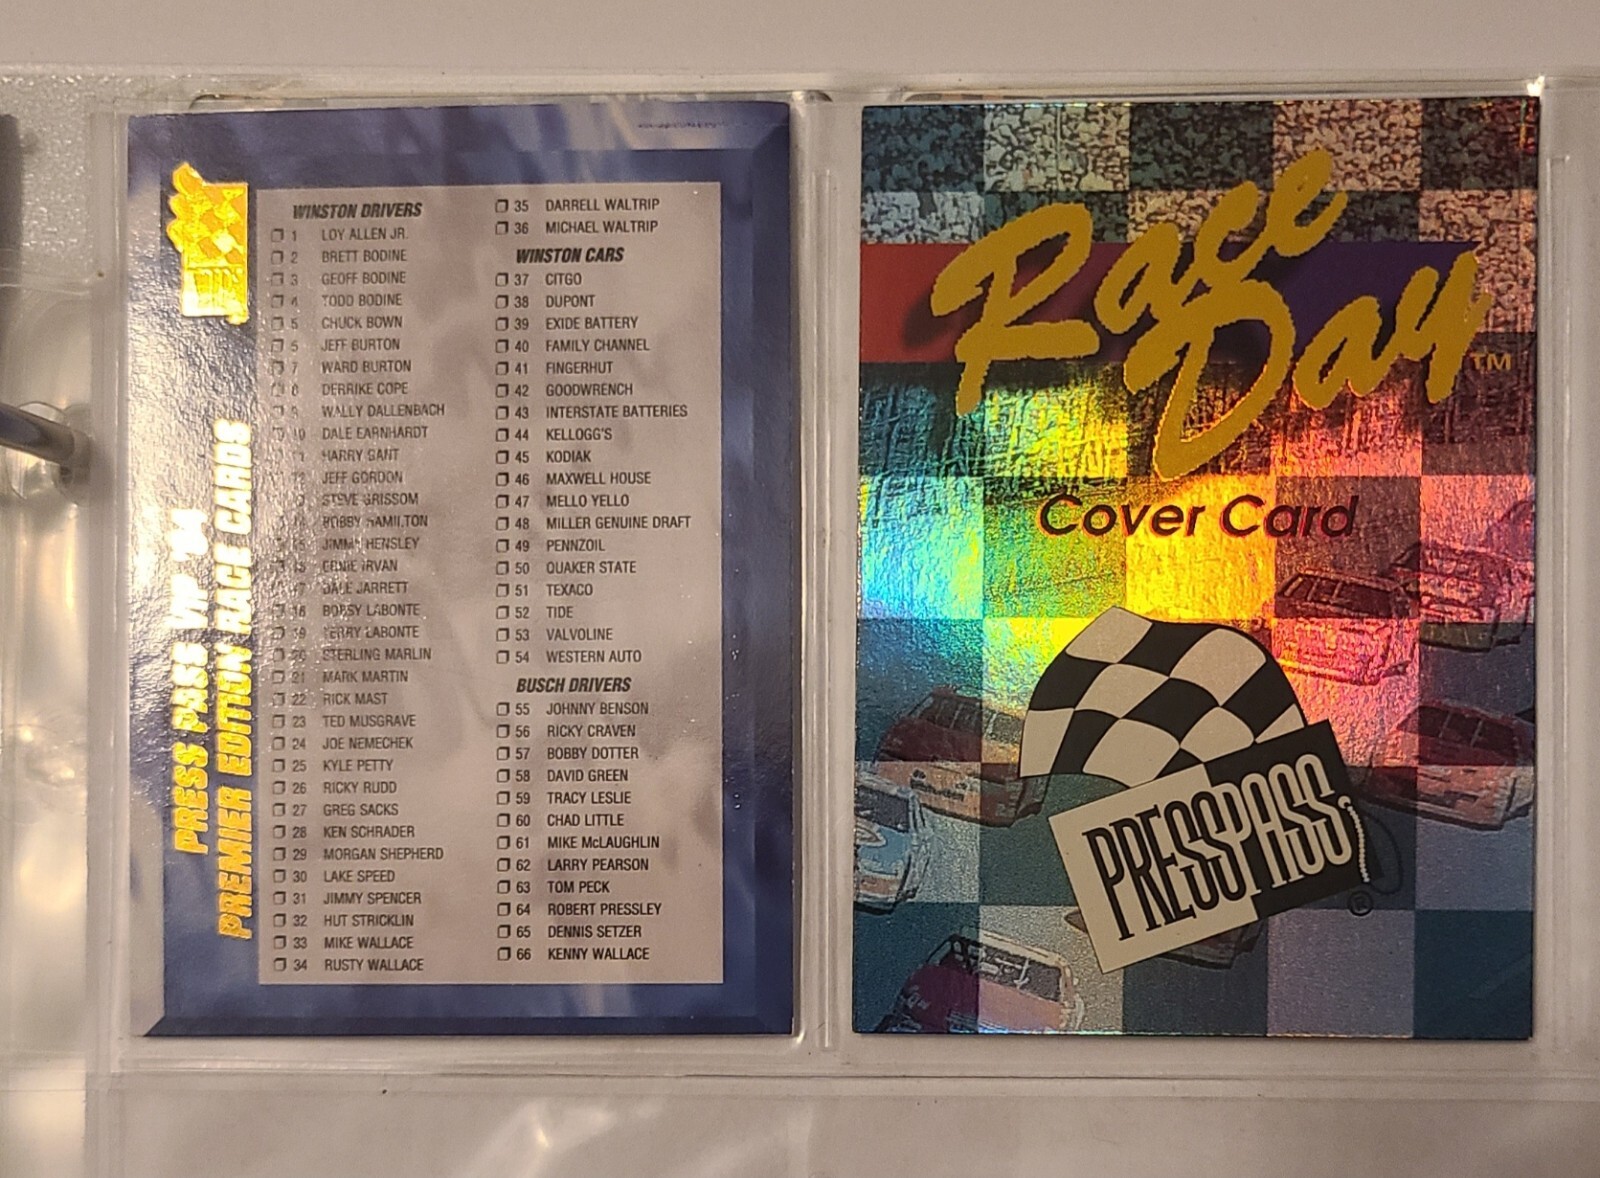 PRESS PASS VIP '94
PREMIER EDITION RACE CARDS
WINSTON DRIVERS
1 LOY ALLEN JR.
2 BRETT BODINE
3 GEOFF BODINE
4 TODD BODINE
5 CHUCK BOWN
6 JEFF BURTON
7 WARD BURTON
8 DERRIKE COPE
9 WALLY DALLENBACH
10 DALE EARNHARDT
11 HARRY GANT
12 JEFF GORDON
13 STEVE GRISSOM
14 BOBBY HAMILTON
15 JIMMY HENSLEY
16 ERNIE IRVAN
17 DALE JARRETT
18 BOBBY LABONTE
19 TERRY LABONTE
20 STERLING MARLIN
21 MARK MARTIN
22 RICK MAST
23 TED MUSGRAVE
24 JOE NEMECHEK
25 KYLE PETTY
26 RICKY RUDD
27 GREG SACKS
28 KEN SCHRADER
29 MORGAN SHEPHERD
30 LAKE SPEED
31 JIMMY SPENCER
32 HUT STRICKLIN
33 MIKE WALLACE
34 RUSTY WALLACE
35 DARRELL WALTRIP
36 MICHAEL WALTRIP
WINSTON CARS
37 CITGO
38 DUPONT
39 EXIDE BATTERY
40 FAMILY CHANNEL
41 FINGERHUT
42 GOODWRENCH
43 INTERSTATE BATTERIES
44 KELLOGG'S
45 KODIAK
46 MAXWELL HOUSE
47 MELLO YELLO
48 MILLER GENUINE DRAFT
49 PENNZOIL
50 QUAKER STATE
51 TEXACO
52 TIDE
53 VALVOLINE
54 WESTERN AUTO
BUSCH DRIVERS
55 JOHNNY BENSON
56 RICKY CRAVEN
57 BOBBY DOTTER
58 DAVID GREEN
59 TRACY LESLIE
60 CHAD LITTLE
61 MIKE McLAUGHLIN
62 LARRY PEARSON
63 TOM PECK
64 ROBERT PRESSLEY
65 DENNIS SETZER
66 KENNY WALLACE
Race
Day™
Cover Card
PRESS PASS®